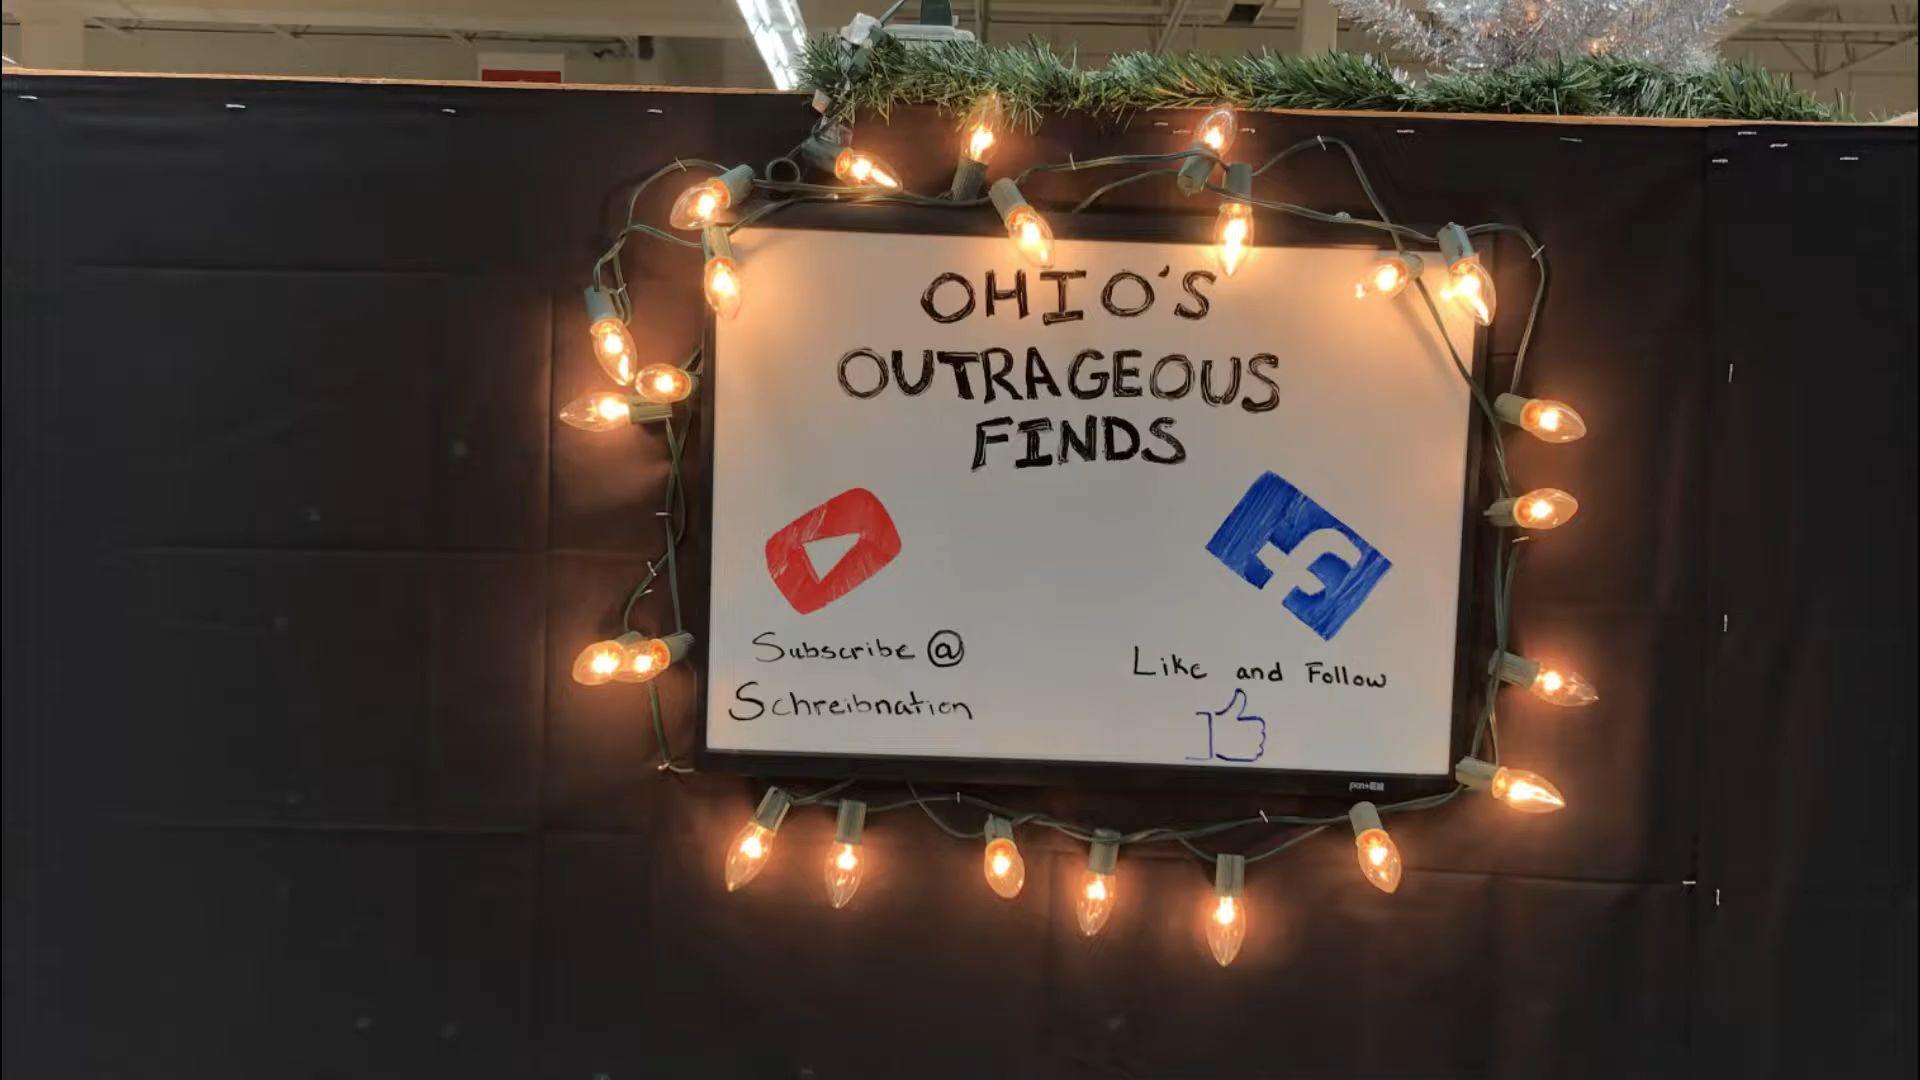 OHIO'S
OUTRAGEOUS
FINDS
Subscribe @
Schreibnation
Like and Follow